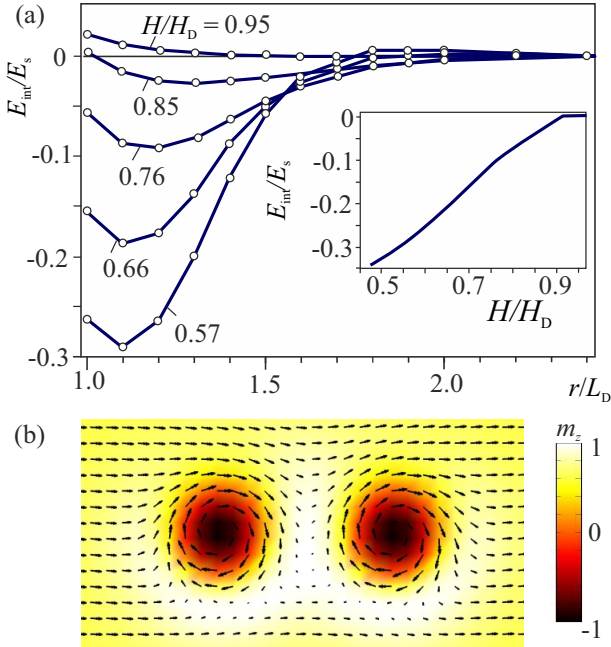 (a)
H/H_D = 0.95
0.85
0.76
0.66
0.57
E_int/E_s
0
-0.1
-0.2
-0.3
1.0
1.5
2.0
r/L_D
E_int/E_s
0
-0.1
-0.2
-0.3
0.5
0.7
0.9
H/H_D
(b)
m_z
1
0
-1